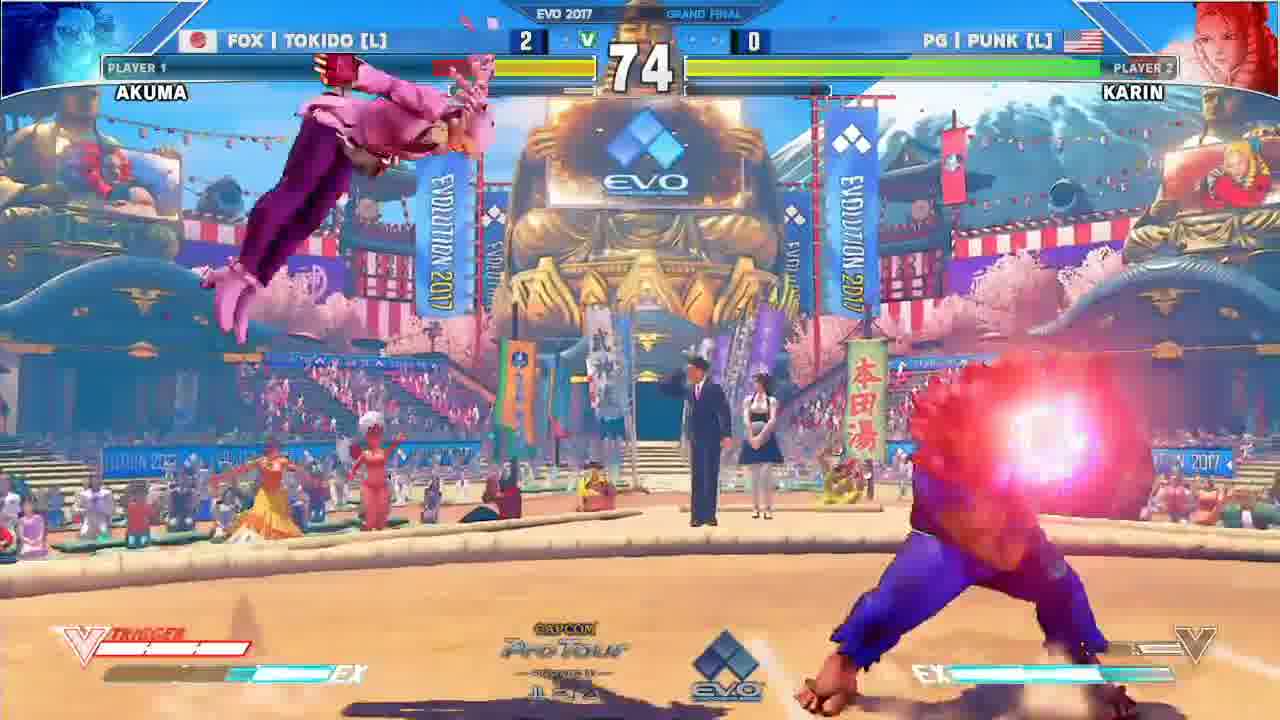 EVO 2017
GRAND FINAL
FOX | TOKIDO [L]
2
V
74
0
PG | PUNK [L]
PLAYER 1
PLAYER 2
AKUMA
KARIN
EVO
EVOLUTION 2017
EVOLUTION 2017
本田湯
V TRIGGER
EX
CAPCOM
Pro Tour
EVO
EX
V